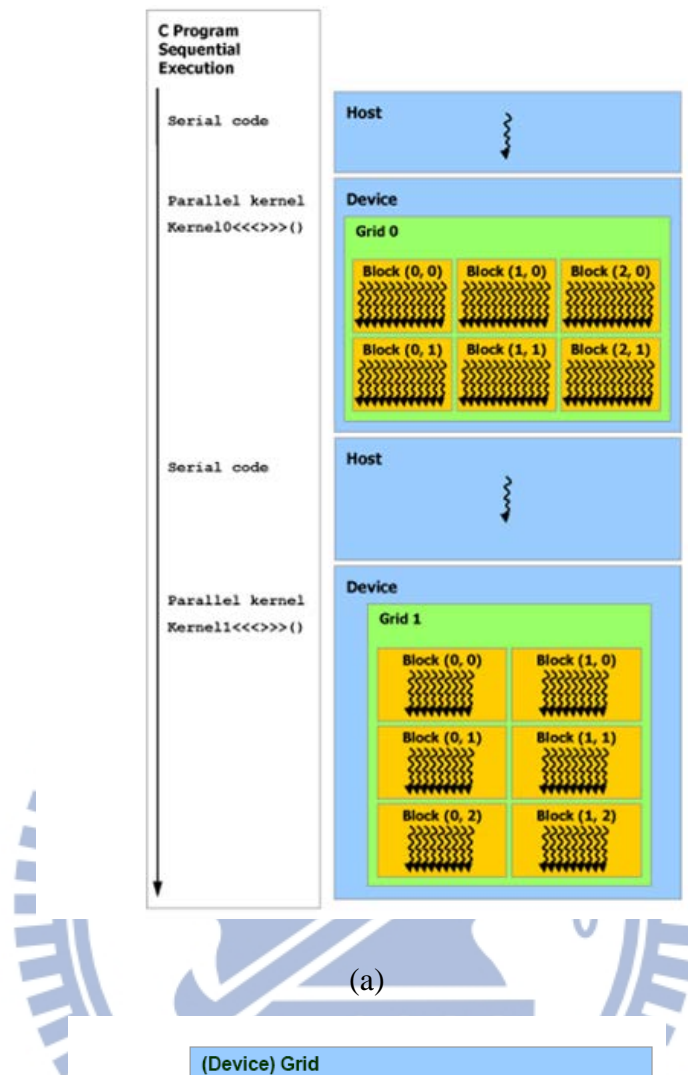 C Program
Sequential
Execution
Serial code
Host
Parallel kernel
Kernel0<<<>>>()
Device
Grid 0
Block (0, 0) Block (1, 0) Block (2, 0)
Block (0, 1) Block (1, 1) Block (2, 1)
Serial code
Host
Parallel kernel
Kernel1<<<>>>()
Device
Grid 1
Block (0, 0) Block (1, 0)
Block (0, 1) Block (1, 1)
Block (0, 2) Block (1, 2)
(a)
(Device) Grid